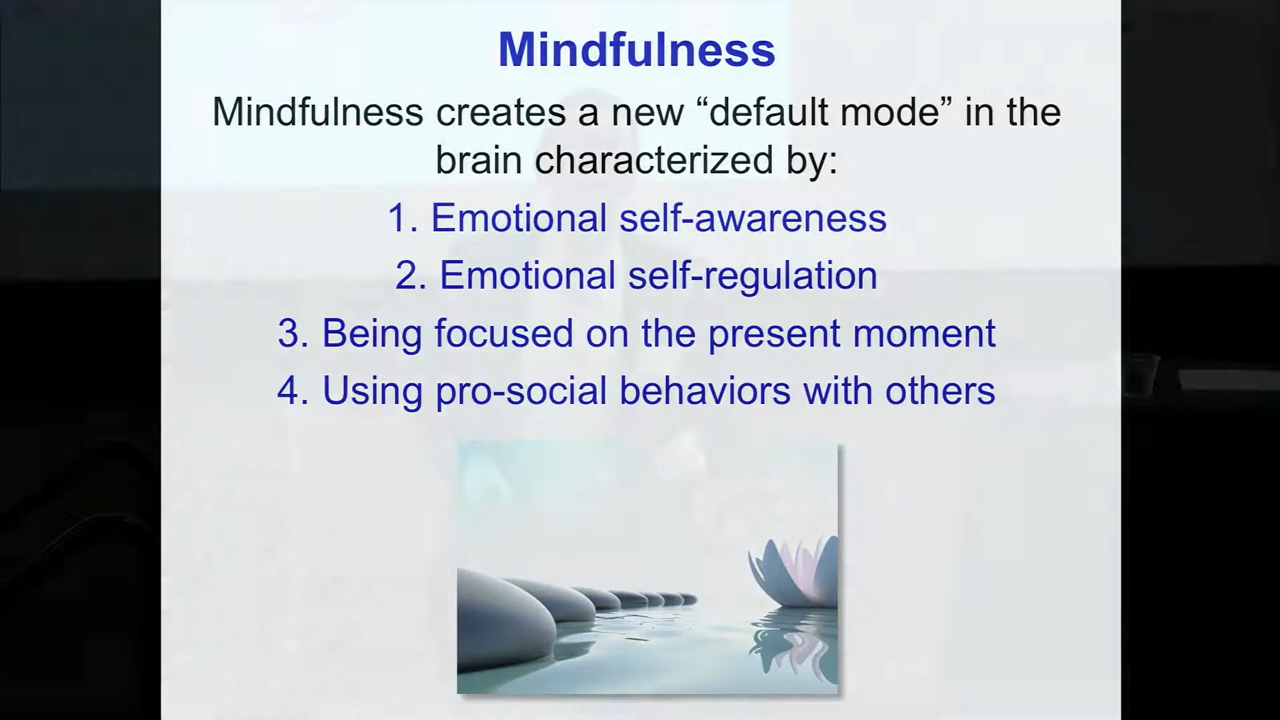 Mindfulness
Mindfulness creates a new “default mode” in the
brain characterized by:
1. Emotional self-awareness
2. Emotional self-regulation
3. Being focused on the present moment
4. Using pro-social behaviors with others